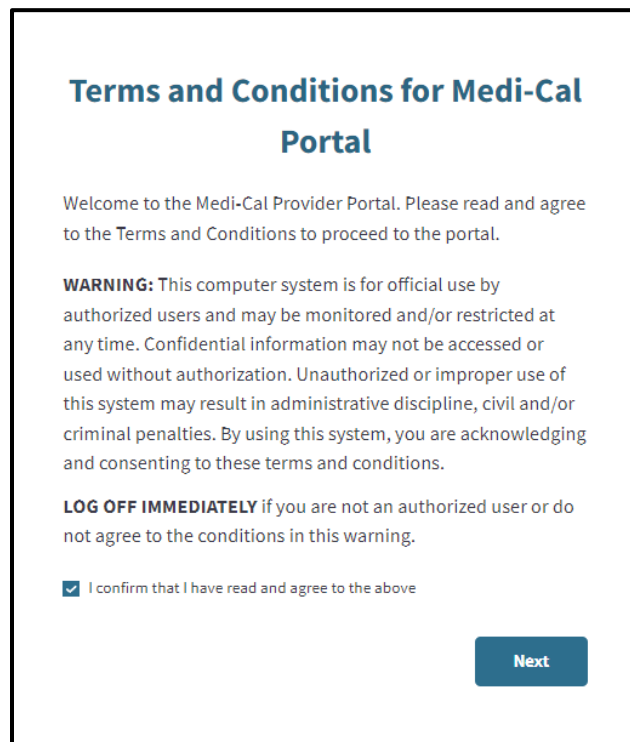 Terms and Conditions for Medi-Cal
Portal
Welcome to the Medi-Cal Provider Portal. Please read and agree
to the Terms and Conditions to proceed to the portal.
WARNING: This computer system is for official use by
authorized users and may be monitored and/or restricted at
any time. Confidential information may not be accessed or
used without authorization. Unauthorized or improper use of
this system may result in administrative discipline, civil and/or
criminal penalties. By using this system, you are acknowledging
and consenting to these terms and conditions.
LOG OFF IMMEDIATELY if you are not an authorized user or do
not agree to the conditions in this warning.
I confirm that I have read and agree to the above
Next